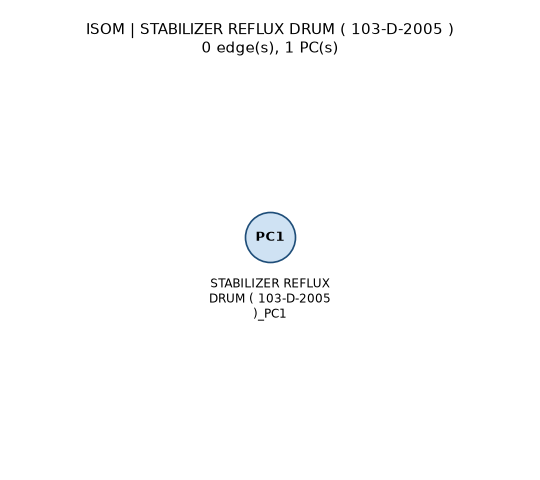 ISOM | STABILIZER REFLUX DRUM ( 103-D-2005 )
0 edge(s), 1 PC(s)
PC1
STABILIZER REFLUX
DRUM ( 103-D-2005
)_PC1